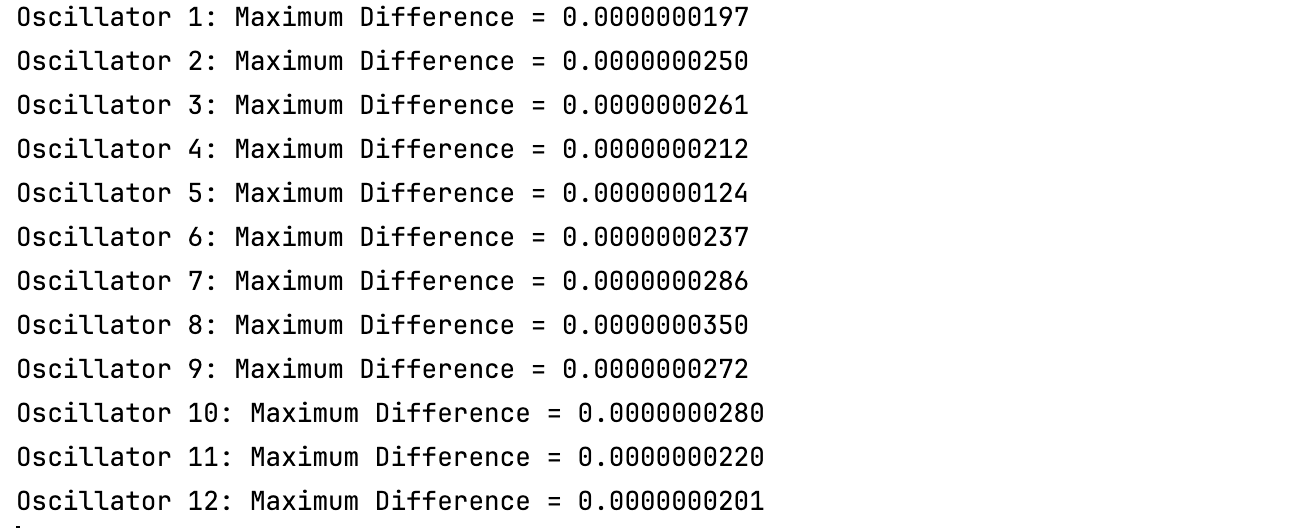 Oscillator 1: Maximum Difference = 0.0000000197
Oscillator 2: Maximum Difference = 0.0000000250
Oscillator 3: Maximum Difference = 0.0000000261
Oscillator 4: Maximum Difference = 0.0000000212
Oscillator 5: Maximum Difference = 0.0000000124
Oscillator 6: Maximum Difference = 0.0000000237
Oscillator 7: Maximum Difference = 0.0000000286
Oscillator 8: Maximum Difference = 0.0000000350
Oscillator 9: Maximum Difference = 0.0000000272
Oscillator 10: Maximum Difference = 0.0000000280
Oscillator 11: Maximum Difference = 0.0000000220
Oscillator 12: Maximum Difference = 0.0000000201